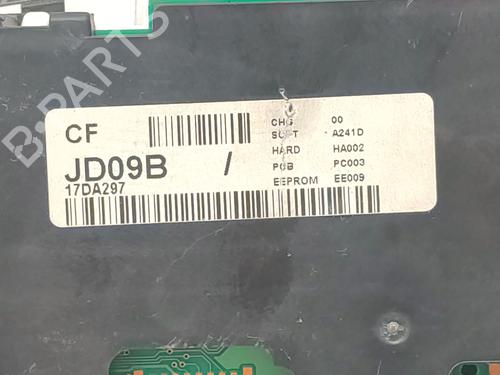 CF
JD09B /
17DA297
CHG 00
SOFT A241D
HARD HA002
PCB PC003
EEPROM EE009
B-PARTS